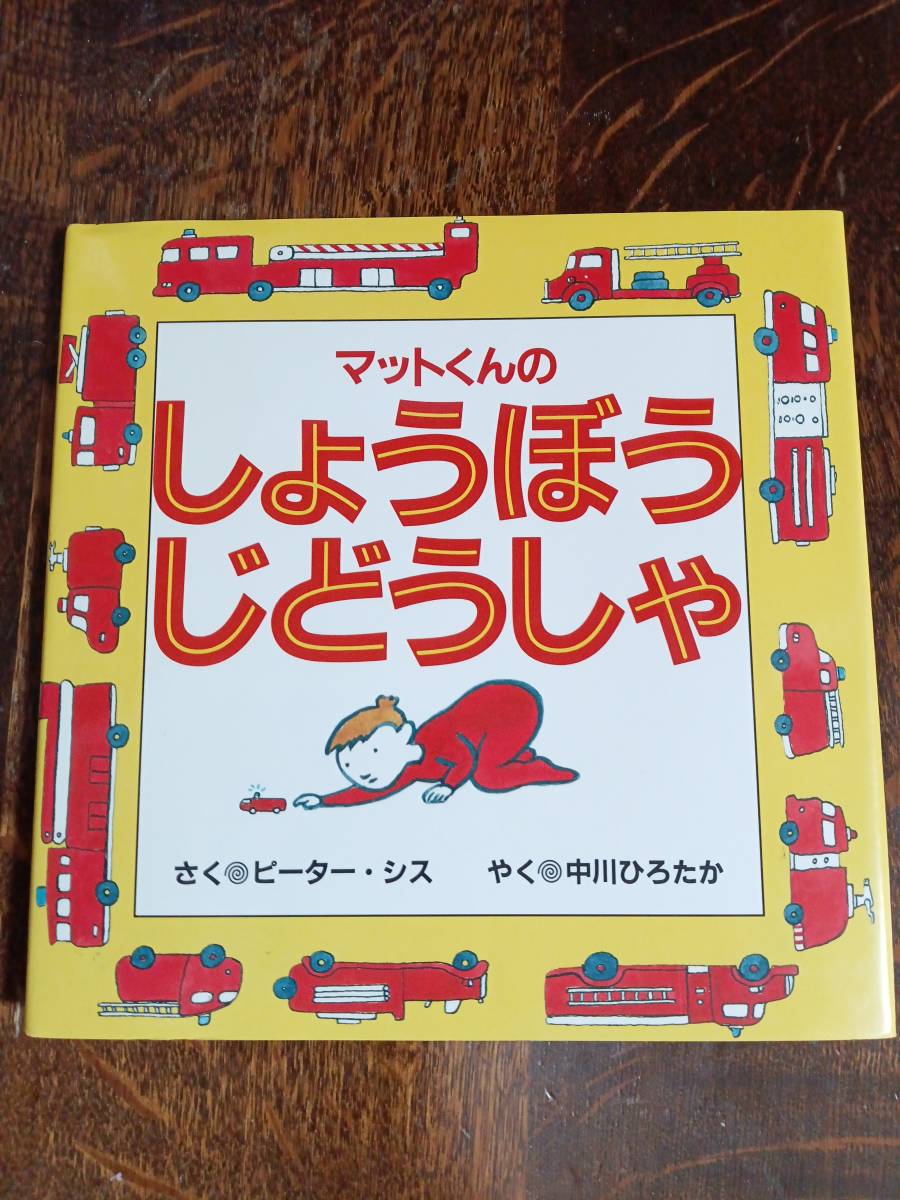 マットくんの
しょうぼう
じどうしゃ
さく◎ピーター・シス　やく◎中川ひろたか